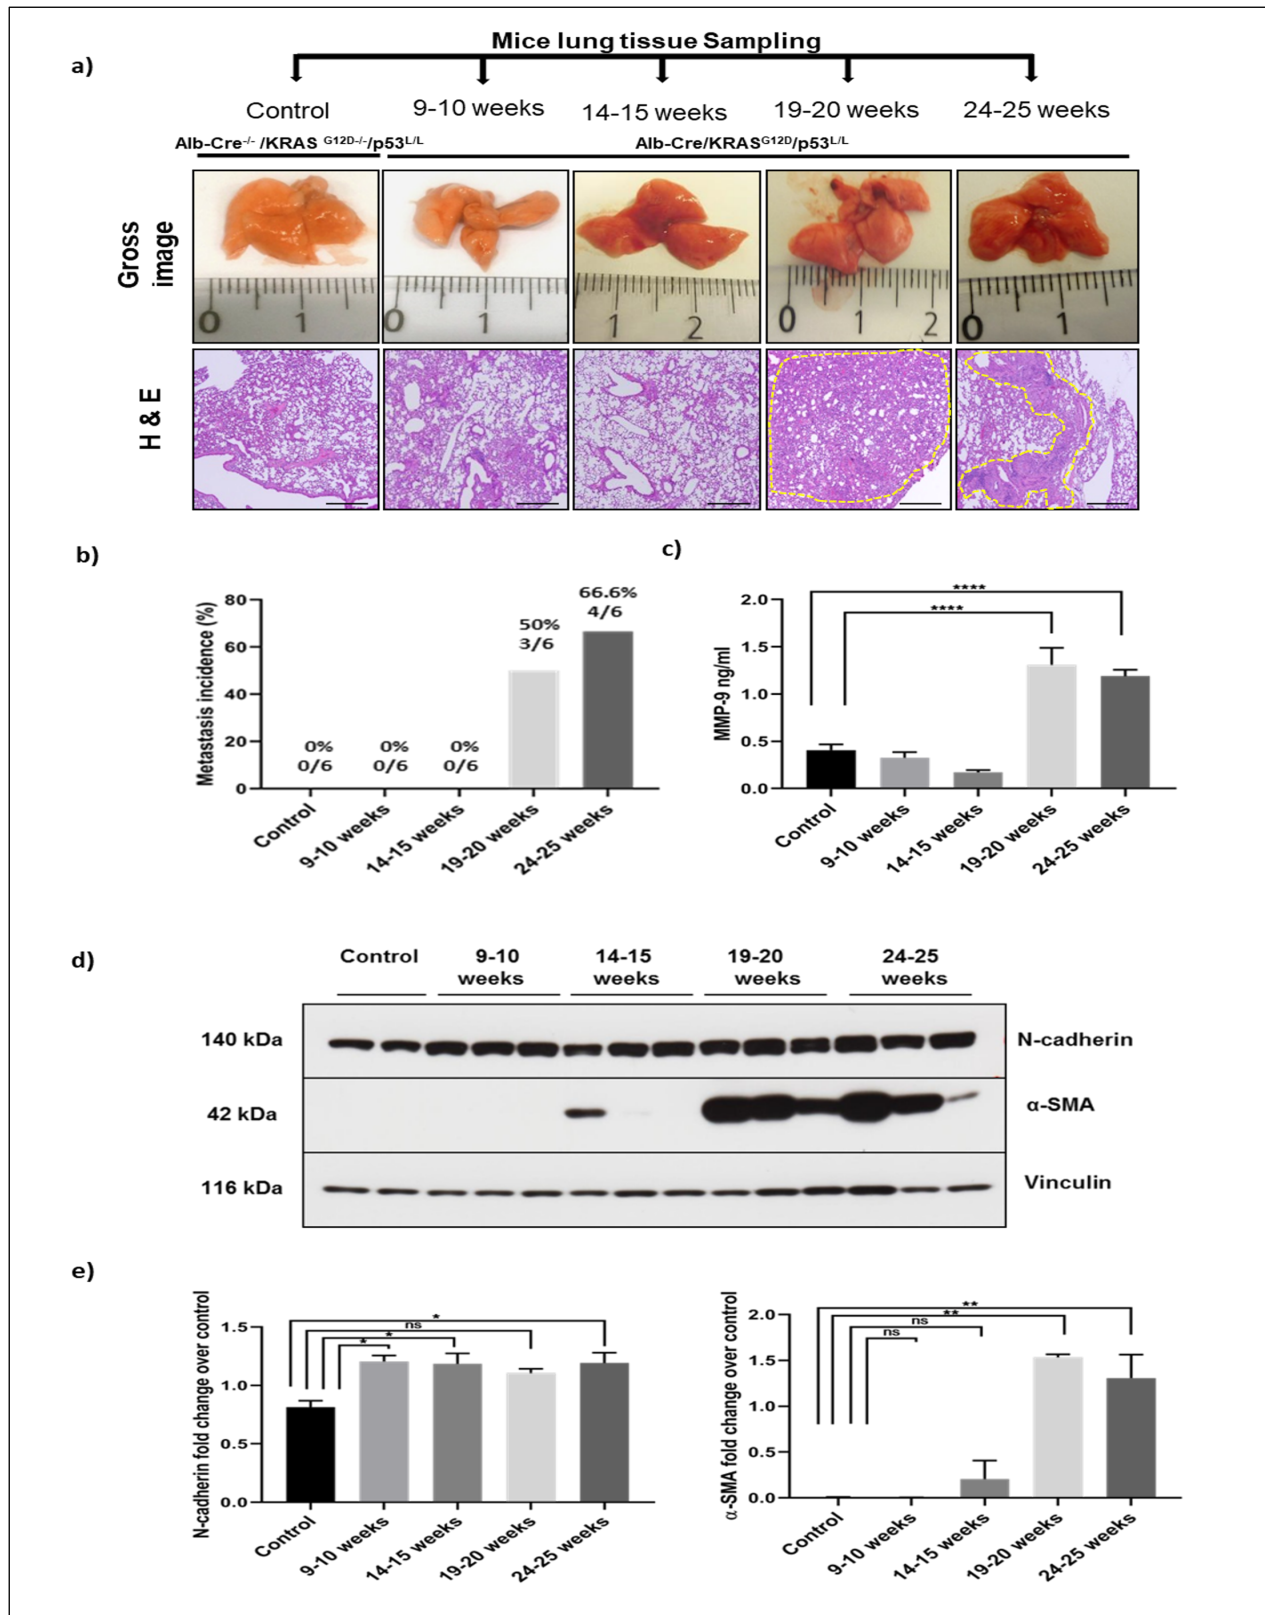 Mice lung tissue Sampling
a)
Control
9-10 weeks
14-15 weeks
19-20 weeks
24-25 weeks
Alb-Cre-/- /KRAS G12D-/-/p53L/L
Alb-Cre/KRASG12D/p53L/L
Gross
image
0 1
0 1
1 2
0 1 2
0 1
H & E
b)
Metastasis incidence (%)
80
60
40
20
0
0%
0/6
0%
0/6
0%
0/6
50%
3/6
66.6%
4/6
Control
9-10 weeks
14-15 weeks
19-20 weeks
24-25 weeks
c)
MMP-9 ng/ml
2.0
1.5
1.0
0.5
0.0
****
****
Control
9-10 weeks
14-15 weeks
19-20 weeks
24-25 weeks
d)
Control
9-10
weeks
14-15
weeks
19-20
weeks
24-25
weeks
140 kDa
N-cadherin
42 kDa
α-SMA
116 kDa
Vinculin
e)
N-cadherin fold change over control
1.5
1.0
0.5
0.0
*
ns
*
*
Control
9-10 weeks
14-15 weeks
19-20 weeks
24-25 weeks
α-SMA fold change over control
2.0
1.5
1.0
0.5
0.0
**
**
ns
ns
Control
9-10 weeks
14-15 weeks
19-20 weeks
24-25 weeks